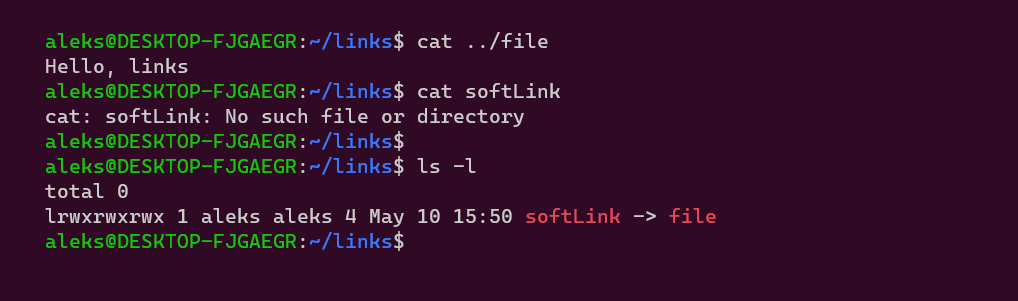 aleks@DESKTOP-FJGAEGR:~/links$ cat ../file
Hello, links
aleks@DESKTOP-FJGAEGR:~/links$ cat softLink
cat: softLink: No such file or directory
aleks@DESKTOP-FJGAEGR:~/links$
aleks@DESKTOP-FJGAEGR:~/links$ ls -l
total 0
lrwxrwxrwx 1 aleks aleks 4 May 10 15:50 softLink -> file
aleks@DESKTOP-FJGAEGR:~/links$